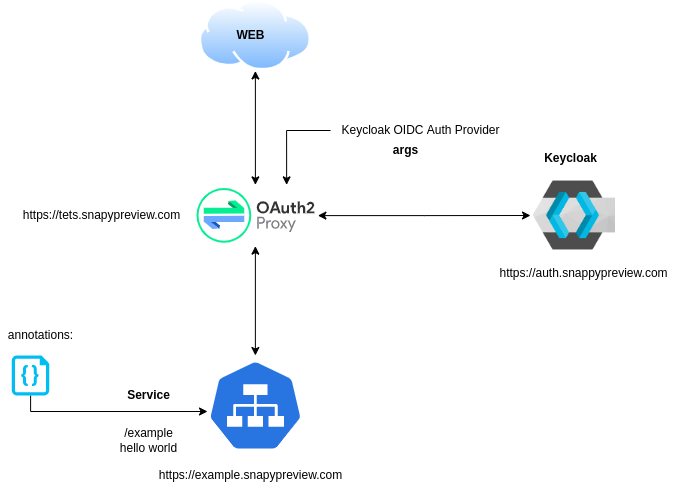 WEB
Keycloak OIDC Auth Provider
args
Keycloak
https://tets.snapypreview.com
OAuth2
Proxy
https://auth.snappypreview.com
annotations:
{}
Service
/example
hello world
https://example.snapypreview.com